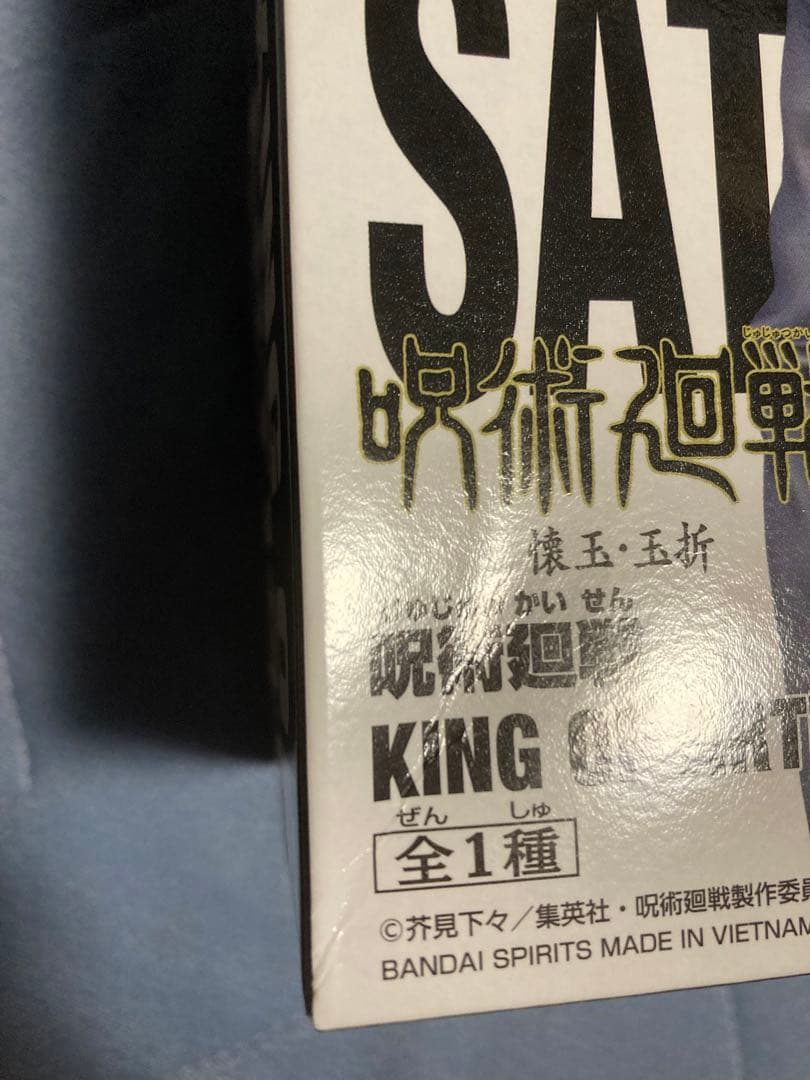 SAT
じゅじゅつかい
呪術廻戦
懐玉・玉折
じゅじゅつ かい せん
呪術廻戦
KING OF ART
ぜん しゅ
全1種
©芥見下々／集英社・呪術廻戦製作委員
BANDAI SPIRITS MADE IN VIETNAM